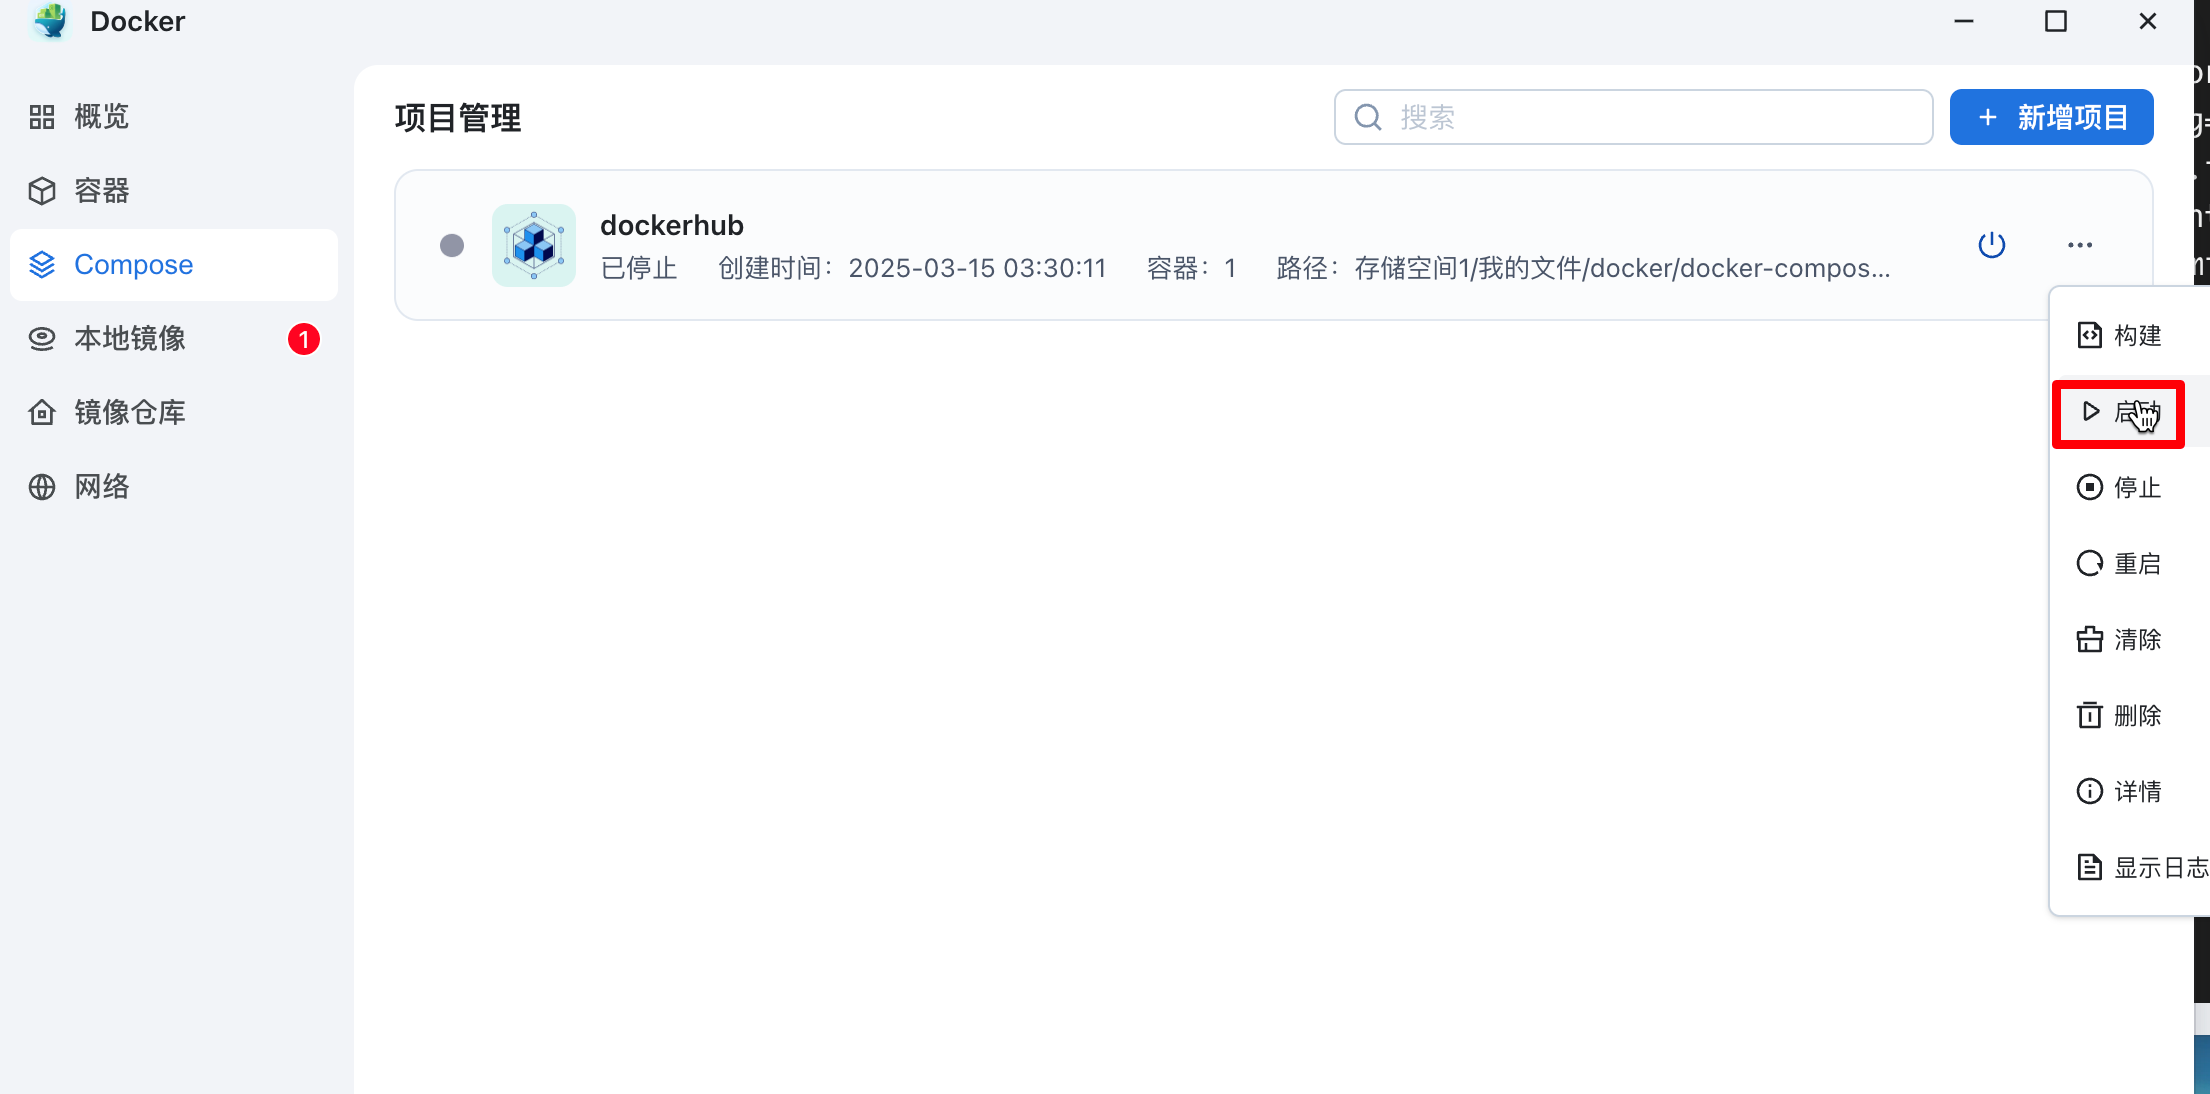 Docker
概览
容器
Compose
本地镜像
1
镜像仓库
网络
项目管理
搜索
+ 新增项目
dockerhub
已停止 创建时间：2025-03-15 03:30:11 容器：1 路径：存储空间1/我的文件/docker/docker-compos...
构建
启动
停止
重启
清除
删除
详情
显示日志